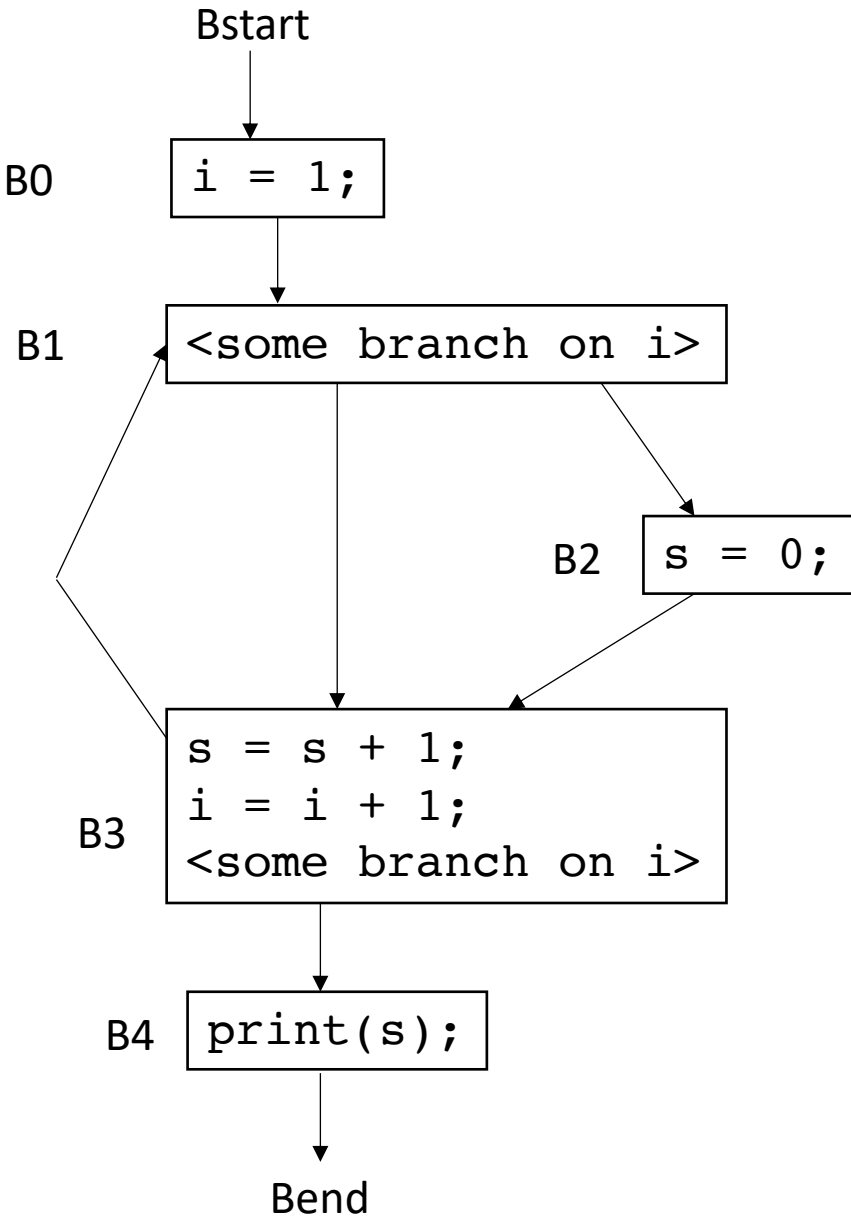 Bstart
B0
i = 1;
B1
<some branch on i>
B2
s = 0;
s = s + 1;
i = i + 1;
B3
<some branch on i>
B4
print(s);
Bend